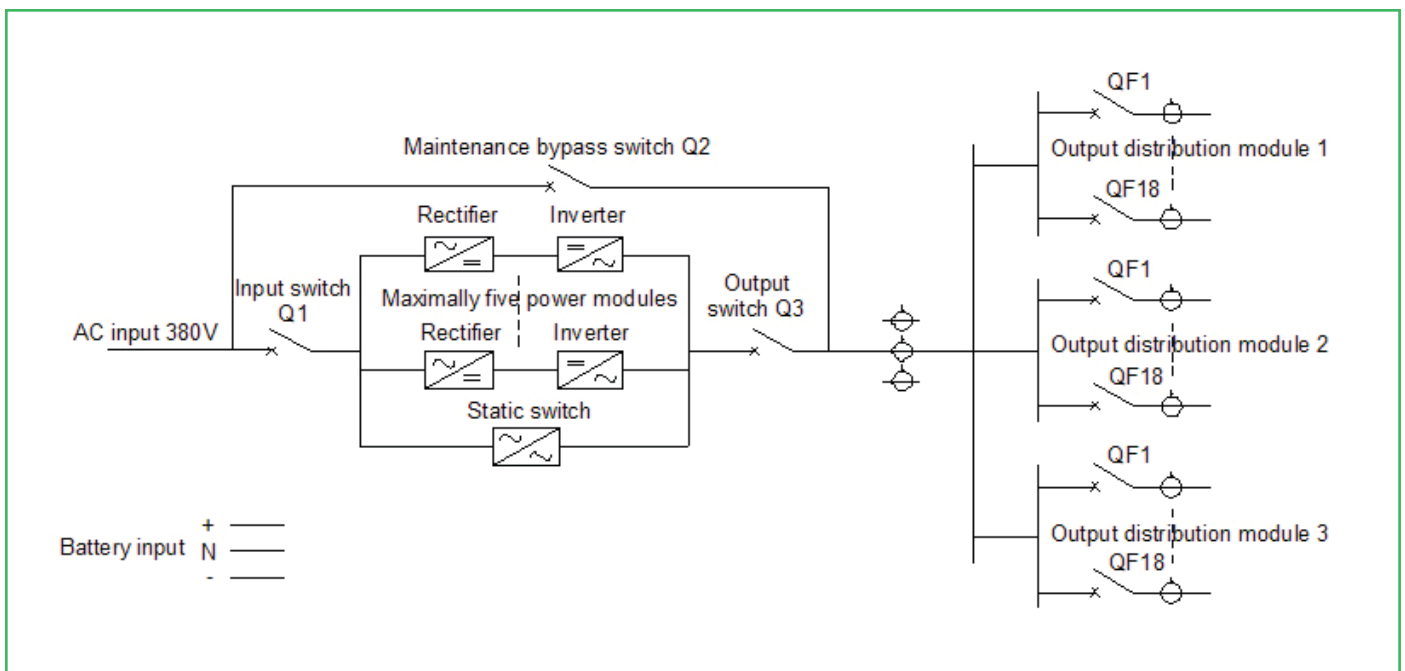 QF1
Output distribution module 1
QF18
Maintenance bypass switch Q2
Rectifier
Inverter
Input switch
Q1
Maximally five power modules
Output
switch Q3
AC input 380V
Rectifier
Inverter
Static switch
QF1
Output distribution module 2
QF18
QF1
Output distribution module 3
QF18
+
Battery input N
-